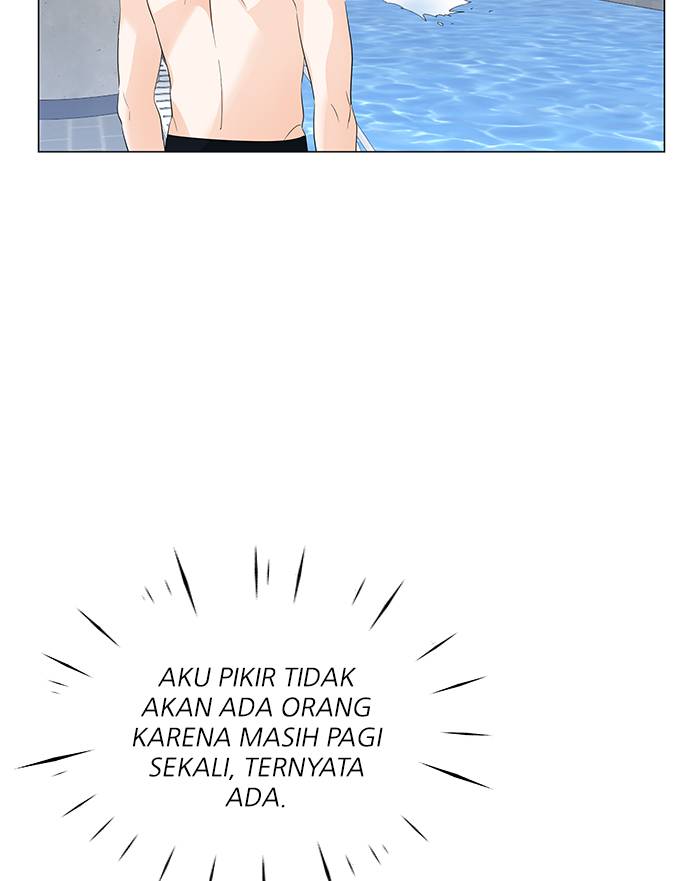 AKU PIKIR TIDAK
AKAN ADA ORANG
KARENA MASIH PAGI
SEKALI, TERNYATA
ADA.